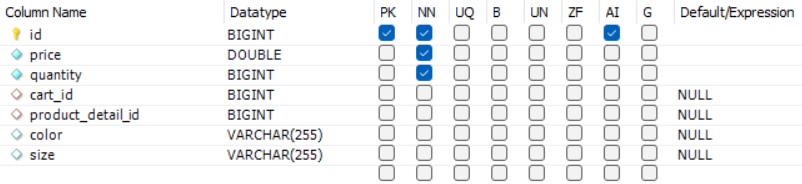 Column Name Datatype PK NN UQ B UN ZF AI G Default/Expression
id BIGINT
price DOUBLE
quantity BIGINT
cart_id BIGINT NULL
product_detail_id BIGINT NULL
color VARCHAR(255) NULL
size VARCHAR(255) NULL